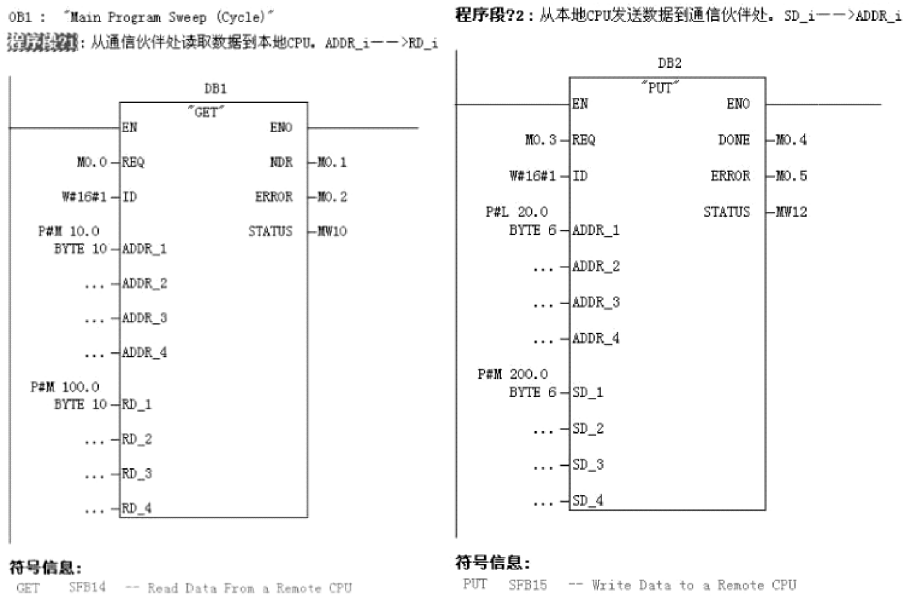 OB1 : "Main Program Sweep (Cycle)"
程序段?1: 从通信伙伴处读取数据到本地CPU。ADDR_i——>RD_i
DB1
"GET"
EN ENO
M0.0 REQ NDR M0.1
W#16#1 ID ERROR M0.2
P#M 10.0 STATUS MW10
BYTE 10 ADDR_1
... ADDR_2
... ADDR_3
... ADDR_4
P#M 100.0
BYTE 10 RD_1
... RD_2
... RD_3
... RD_4
符号信息:
GET SFB14 -- Read Data From a Remote CPU
程序段?2: 从本地CPU发送数据到通信伙伴处。SD_i——>ADDR_i
DB2
"PUT"
EN ENO
M0.3 REQ DONE M0.4
W#16#1 ID ERROR M0.5
P#L 20.0 STATUS MW12
BYTE 6 ADDR_1
... ADDR_2
... ADDR_3
... ADDR_4
P#M 200.0
BYTE 6 SD_1
... SD_2
... SD_3
... SD_4
符号信息:
PUT SFB15 -- Write Data to a Remote CPU